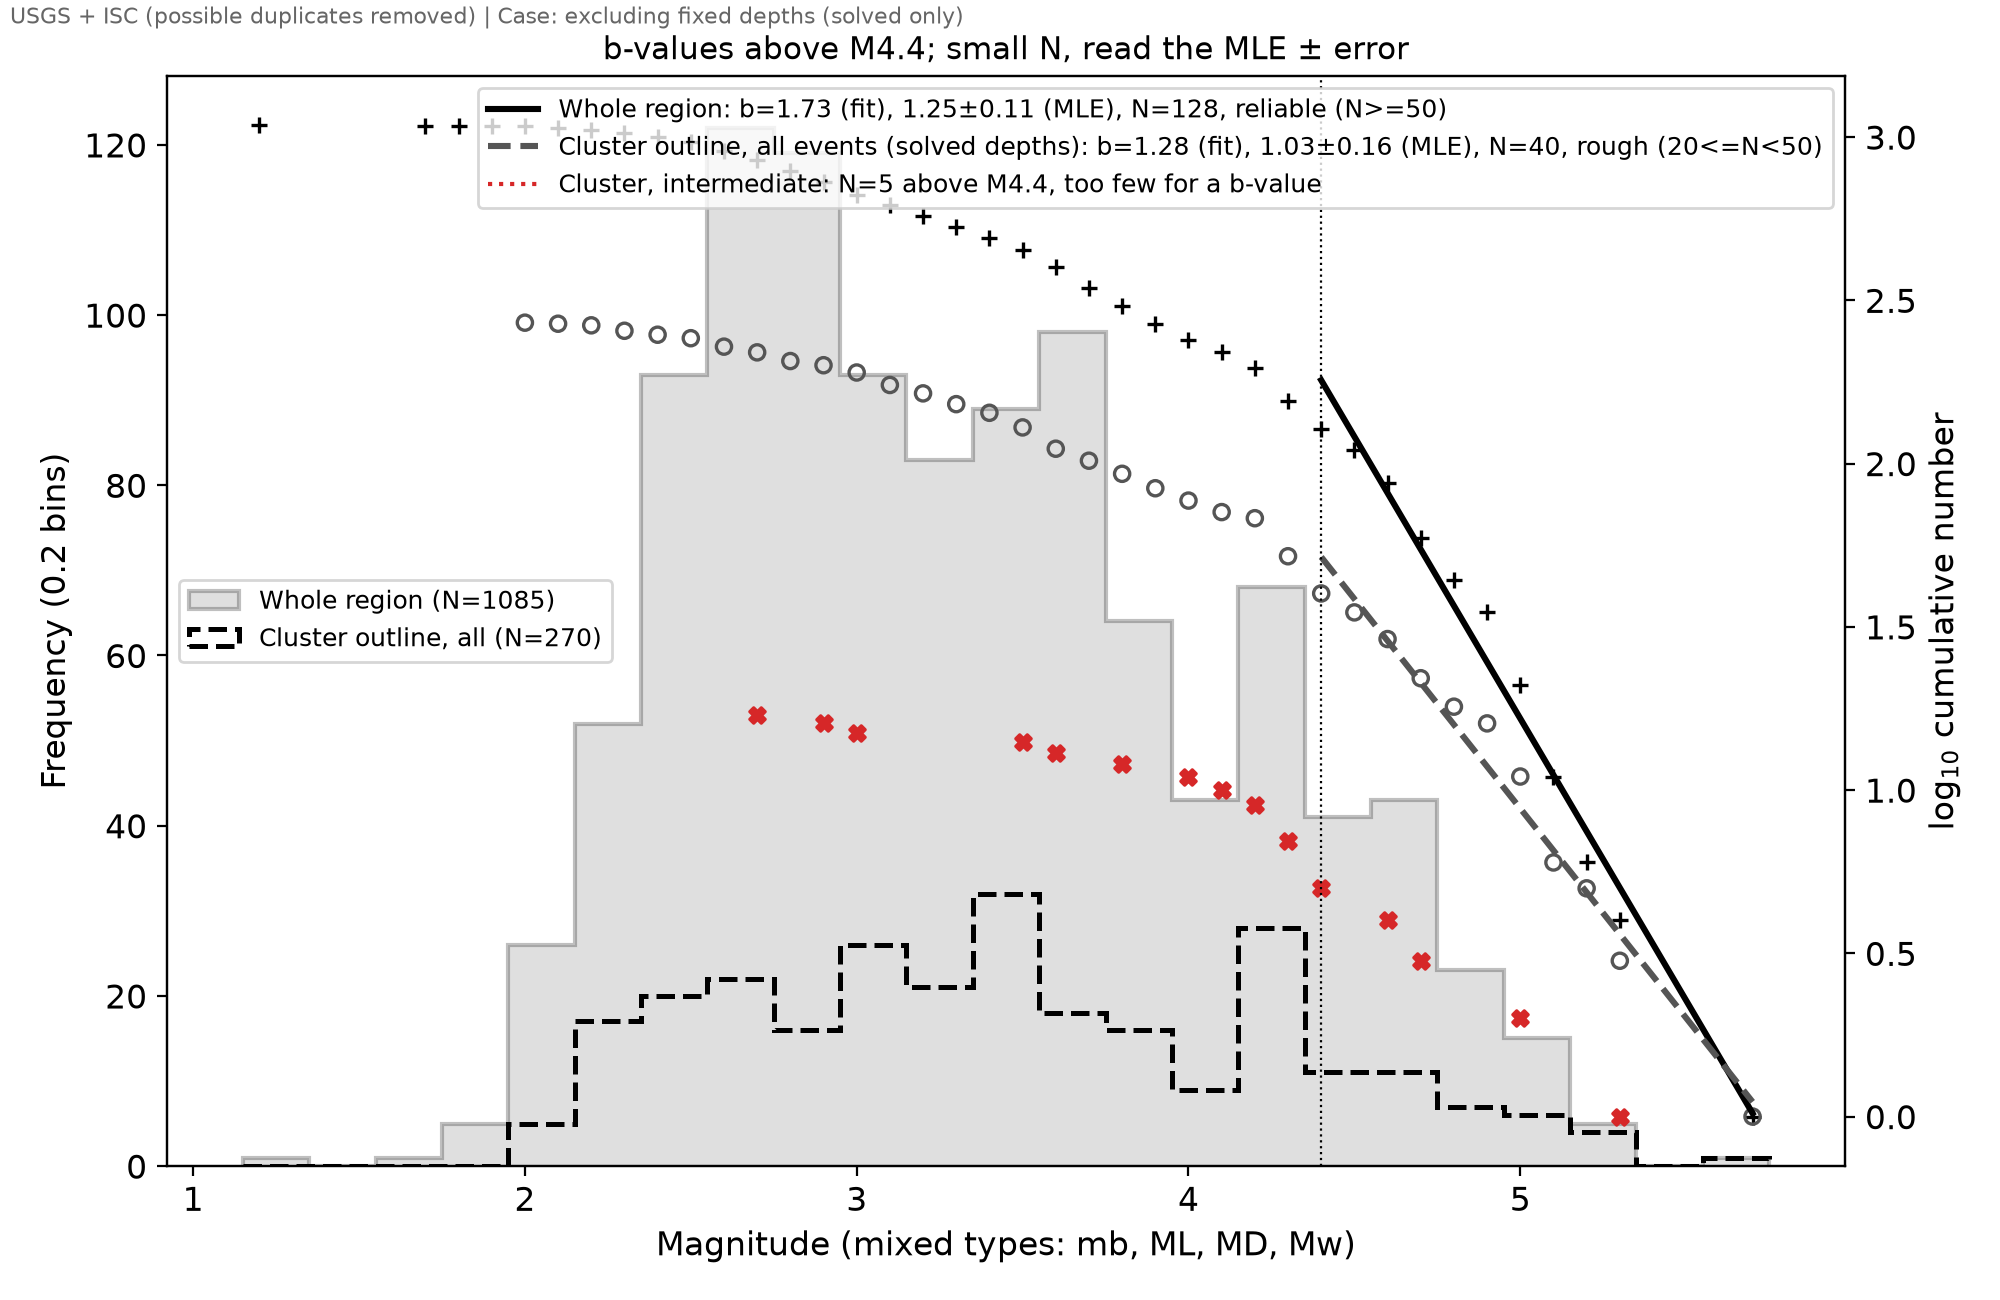 USGS + ISC (possible duplicates removed) | Case: excluding fixed depths (solved only)
b-values above M4.4; small N, read the MLE ± error
Whole region: b=1.73 (fit), 1.25±0.11 (MLE), N=128, reliable (N>=50)
Cluster outline, all events (solved depths): b=1.28 (fit), 1.03±0.16 (MLE), N=40, rough (20<=N<50)
Cluster, intermediate: N=5 above M4.4, too few for a b-value
Whole region (N=1085)
Cluster outline, all (N=270)
Frequency (0.2 bins)
120
100
80
60
40
20
0
3.0
2.5
2.0
1.5
1.0
0.5
0.0
log₁₀ cumulative number
1 2 3 4 5
Magnitude (mixed types: mb, ML, MD, Mw)